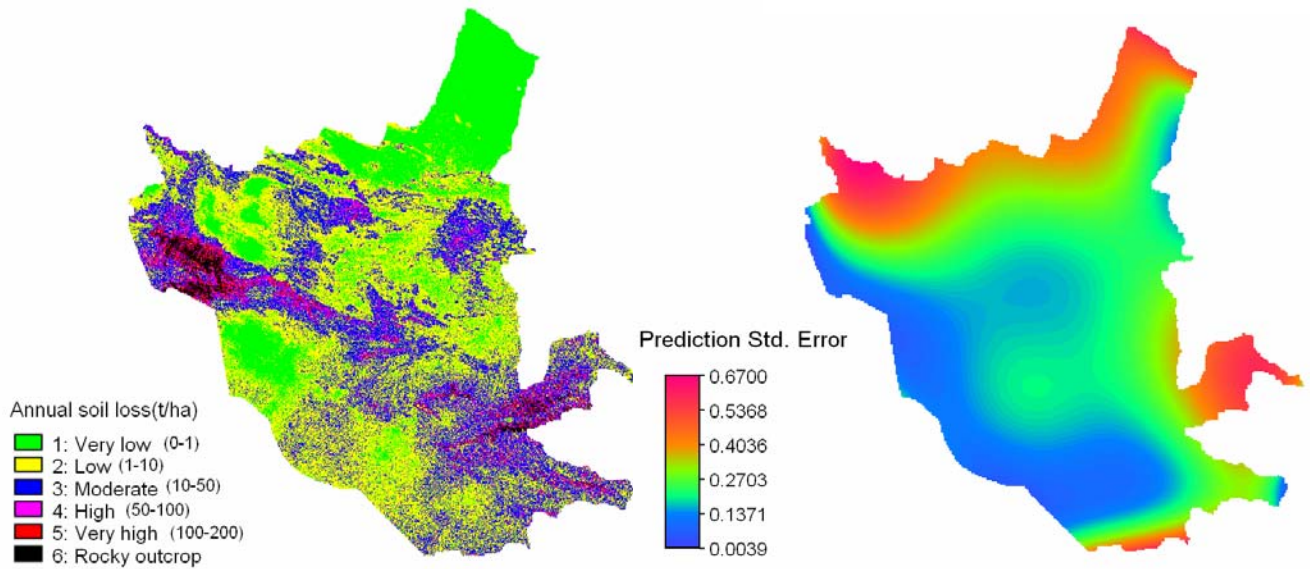 Annual soil loss(t/ha)
1: Very low (0-1)
2: Low (1-10)
3: Moderate (10-50)
4: High (50-100)
5: Very high (100-200)
6: Rocky outcrop
Prediction Std. Error
0.6700
0.5368
0.4036
0.2703
0.1371
0.0039